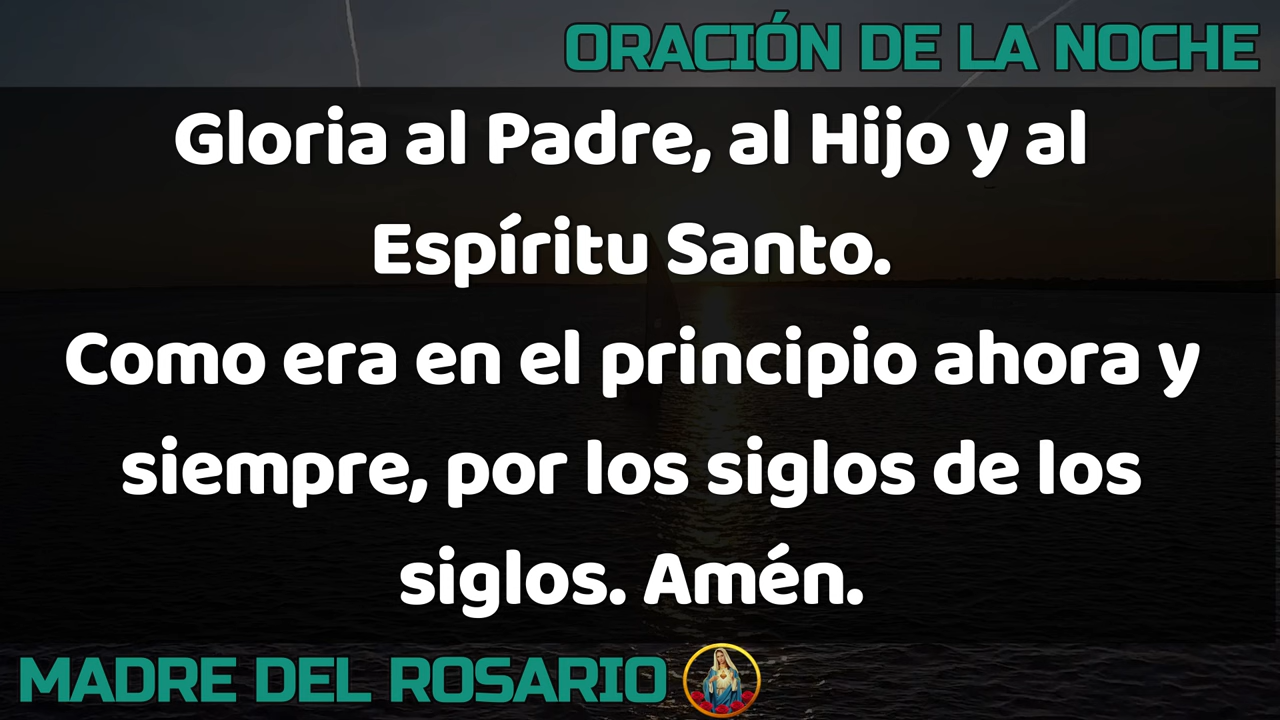 ORACIÓN DE LA NOCHE
Gloria al Padre, al Hijo y al
Espíritu Santo.
Como era en el principio ahora y
siempre, por los siglos de los
siglos. Amén.
MADRE DEL ROSARIO